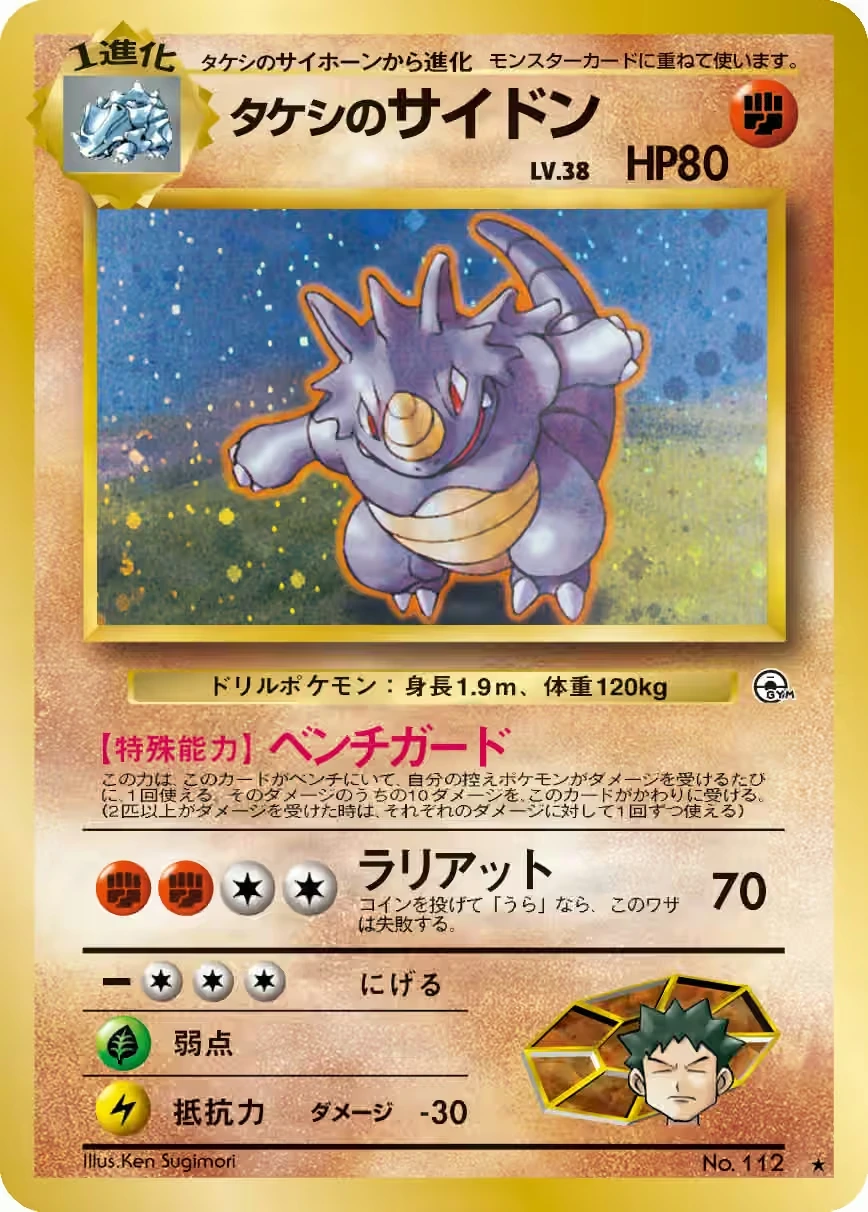 1進化
タケシのサイホーンから進化 モンスターカードに重ねて使います。
タケシのサイドン
LV.38 HP80
ドリルポケモン：身長1.9m、体重120kg
GYM
【特殊能力】ベンチガード
この力は、このカードがベンチにいて、自分の控えポケモンがダメージを受けるたび
に、1回使える。そのダメージのうちの10ダメージを、このカードがかわりに受ける。
（2匹以上がダメージを受けた時は、それぞれのダメージに対して1回ずつ使える）
ラリアット 70
コインを投げて「うら」なら、このワザ
は失敗する。
にげる
弱点
抵抗力 ダメージ -30
Illus.Ken Sugimori No. 112 ★